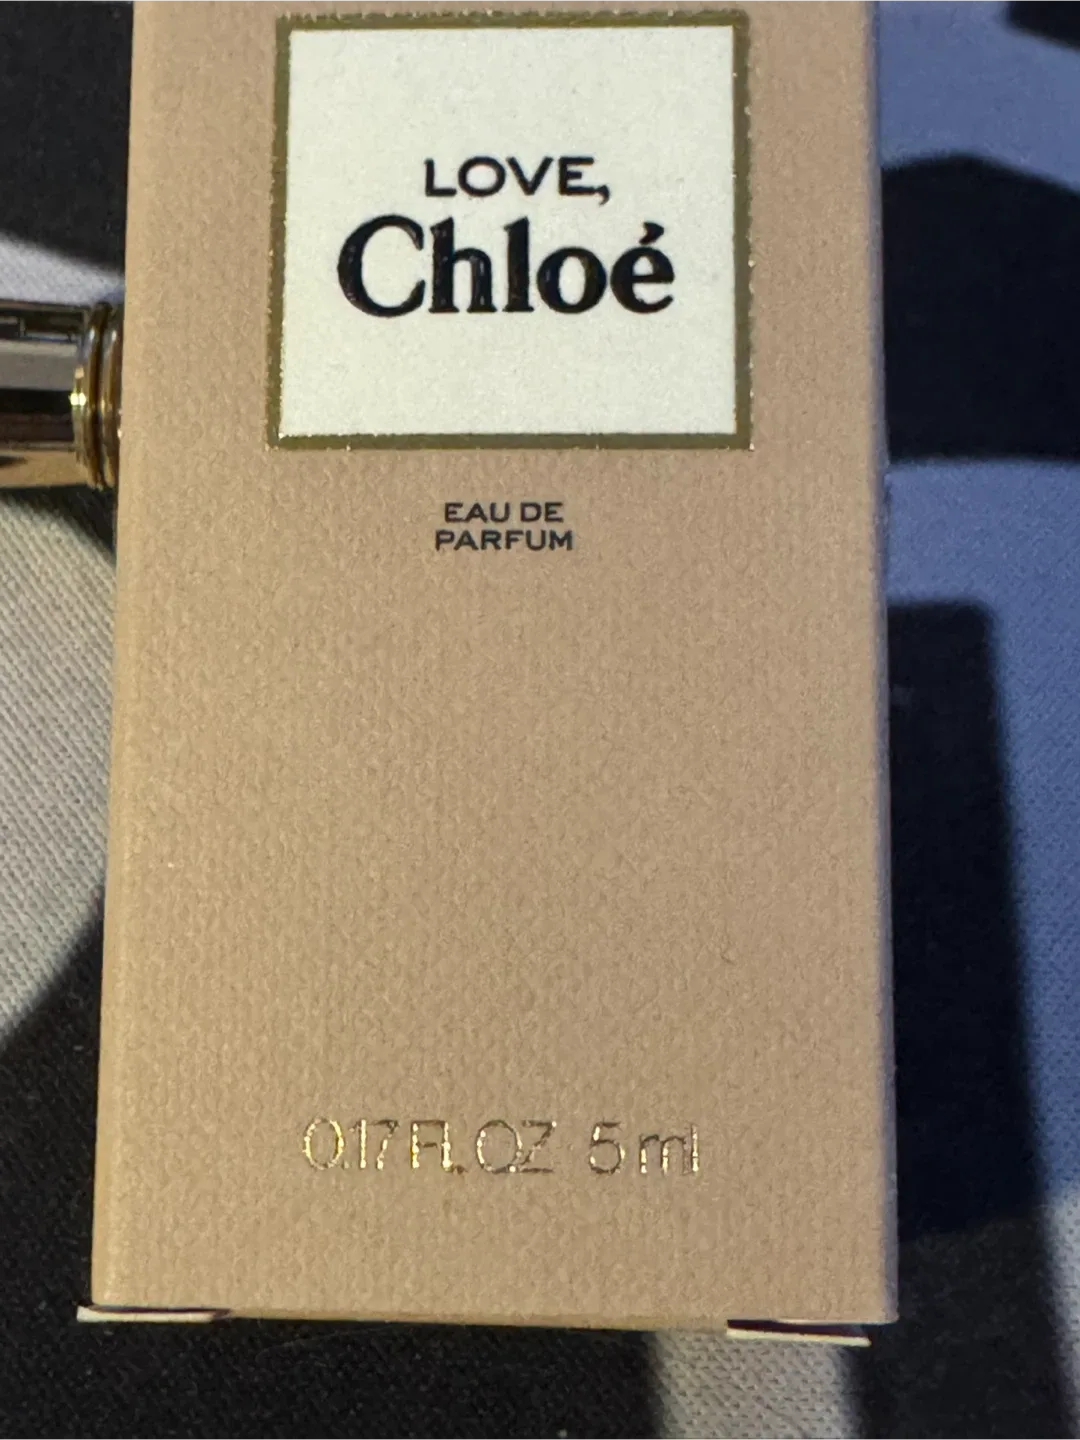 LOVE,
Chloé
EAU DE
PARFUM
0.17 FL. OZ 5 ml